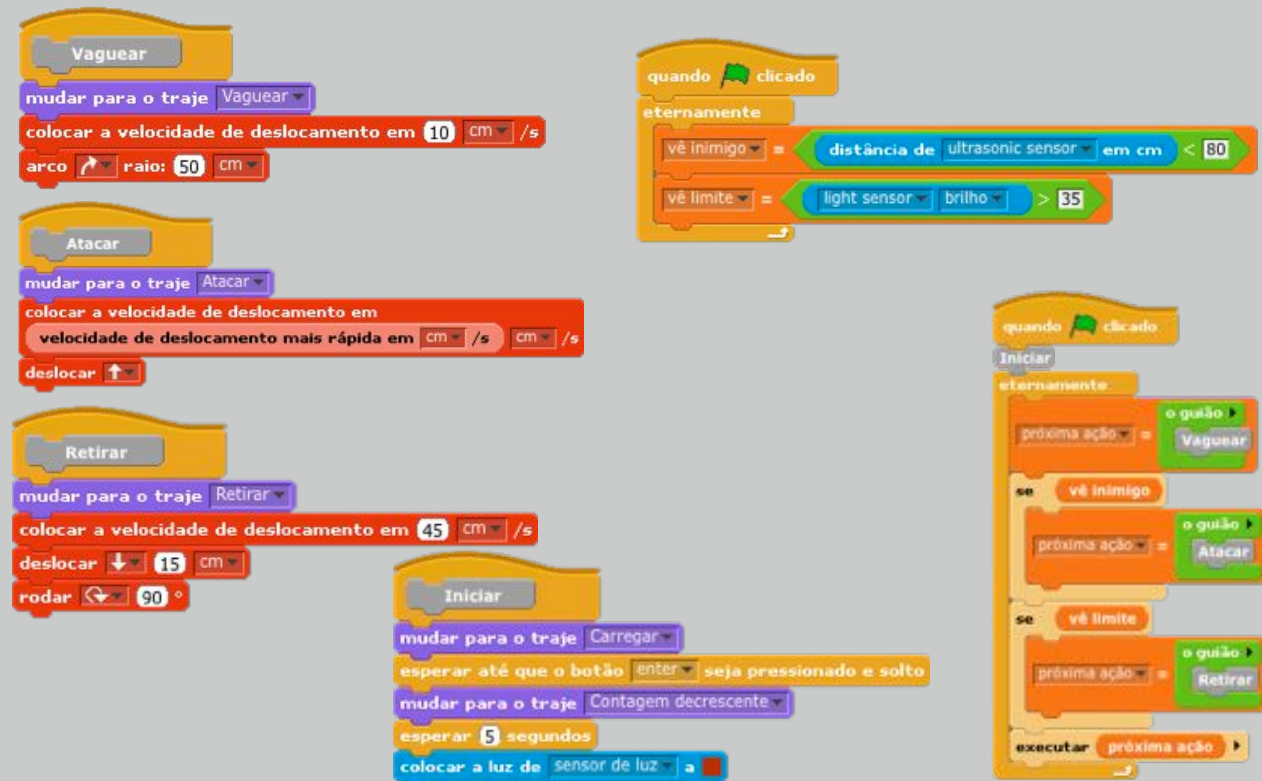 Vaguear
mudar para o traje Vaguear
colocar a velocidade de deslocamento em 10 cm /s
arco raio: 50 cm
Atacar
mudar para o traje Atacar
colocar a velocidade de deslocamento em
velocidade de deslocamento mais rápida em cm /s cm /s
deslocar
Retirar
mudar para o traje Retirar
colocar a velocidade de deslocamento em 45 cm /s
deslocar 15 cm
rodar 90 °
Iniciar
mudar para o traje Carregar
esperar até que o botão enter seja pressionado e solto
mudar para o traje Contagem decrescente
esperar 5 segundos
colocar a luz de sensor de luz a
quando clicado
eternamente
vê inimigo = distância de ultrasonic sensor em cm < 80
vê limite = light sensor brilho > 35
quando clicado
Iniciar
eternamente
próxima ação = o guião Vaguear
se vê inimigo
próxima ação = o guião Atacar
se vê limite
próxima ação = o guião Retirar
executar próxima ação